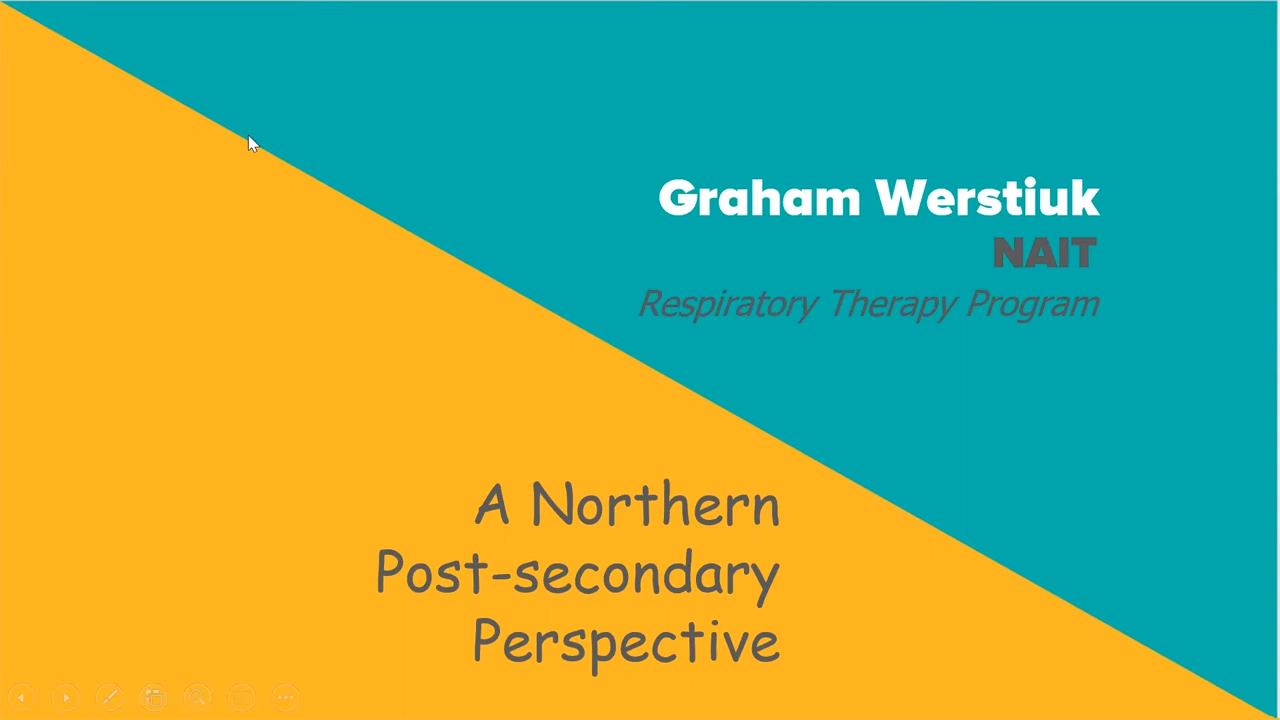 Graham Werstiuk
NAIT
Respiratory Therapy Program
A Northern
Post-secondary
Perspective